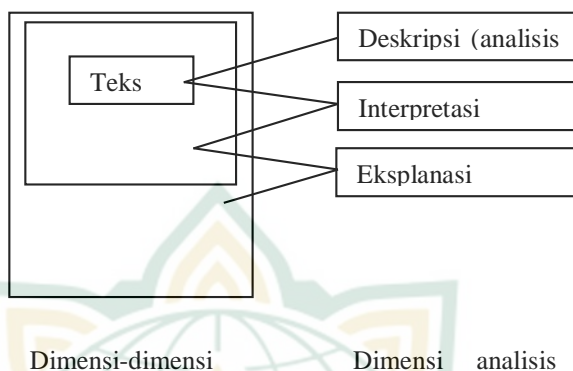 Deskripsi (analisis
Teks
Interpretasi
Eksplanasi
Dimensi-dimensi
Dimensi analisis